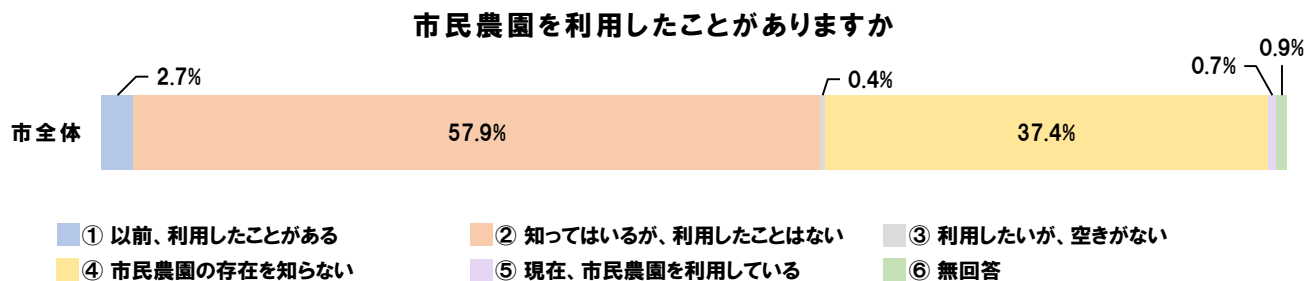 市民農園を利用したことがありますか
0.9%
2.7%
0.4%
0.7%
市全体
57.9%
37.4%
① 以前、利用したことがある
② 知ってはいるが、利用したことはない
③ 利用したいが、空きがない
④ 市民農園の存在を知らない
⑤ 現在、市民農園を利用している
⑥ 無回答